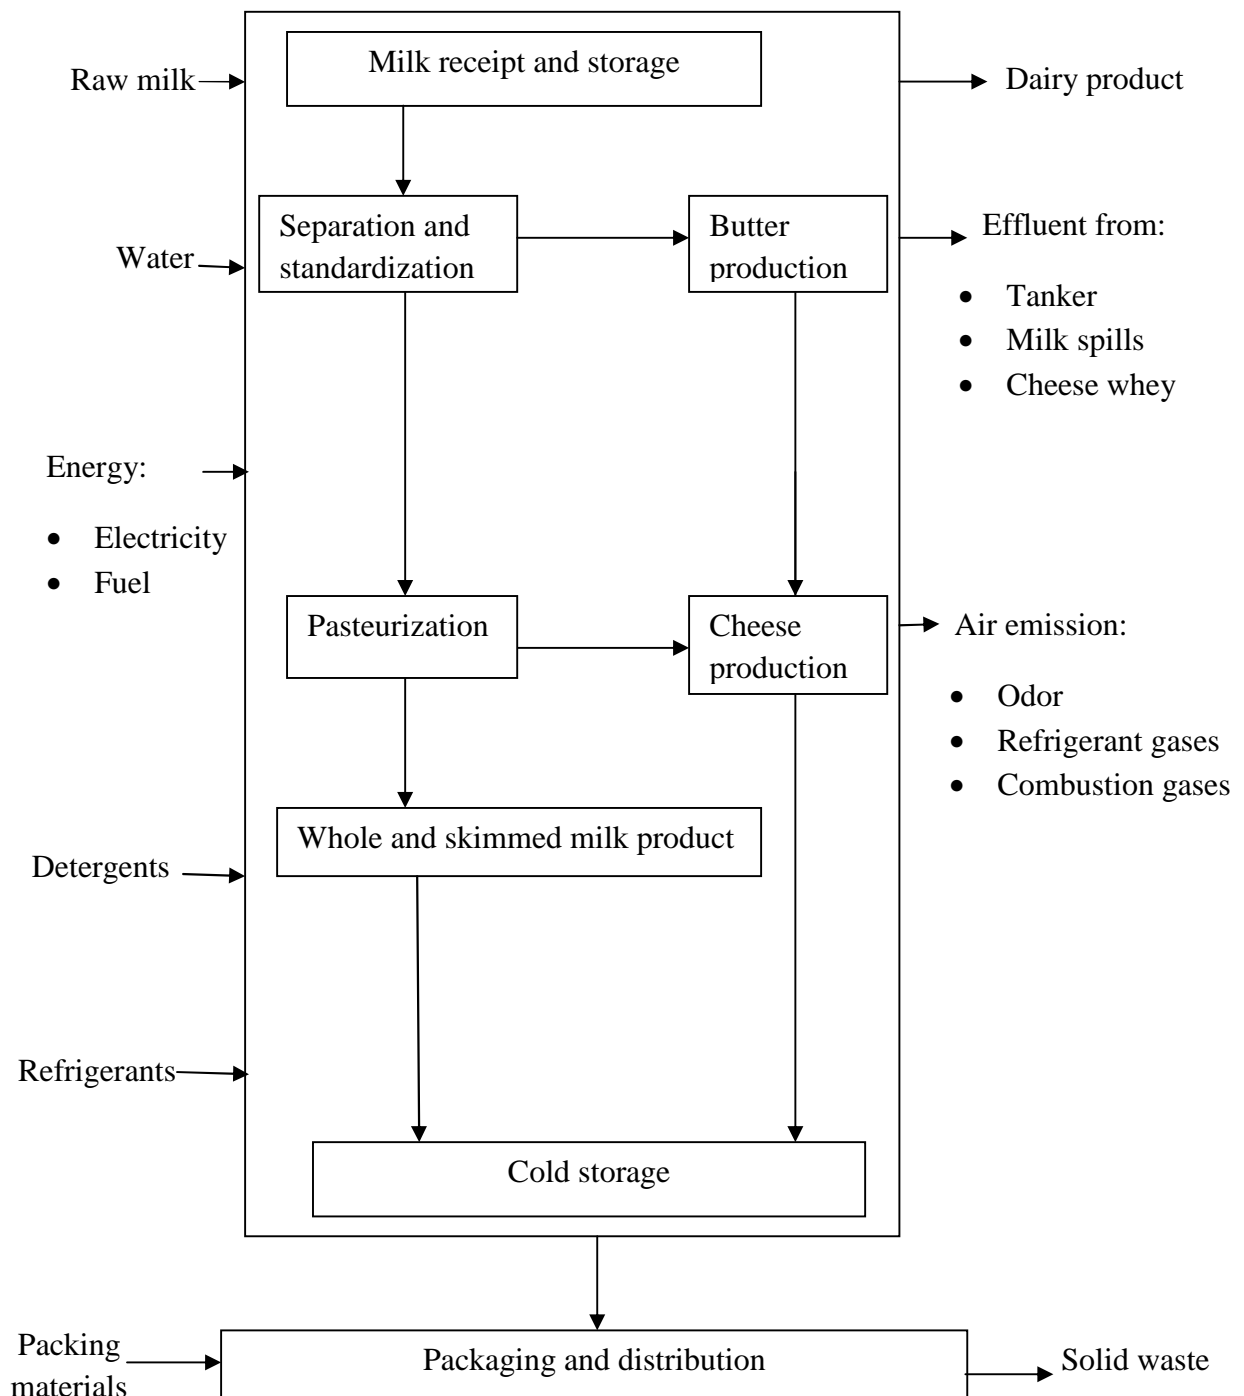 Milk receipt and storage
Raw milk
Dairy product
Separation and
standardization
Butter
production
Water
Effluent from:
• Tanker
• Milk spills
• Cheese whey
Energy:
• Electricity
• Fuel
Pasteurization
Cheese
production
Air emission:
• Odor
• Refrigerant gases
• Combustion gases
Whole and skimmed milk product
Detergents
Refrigerants
Cold storage
Packing
materials
Packaging and distribution
Solid waste